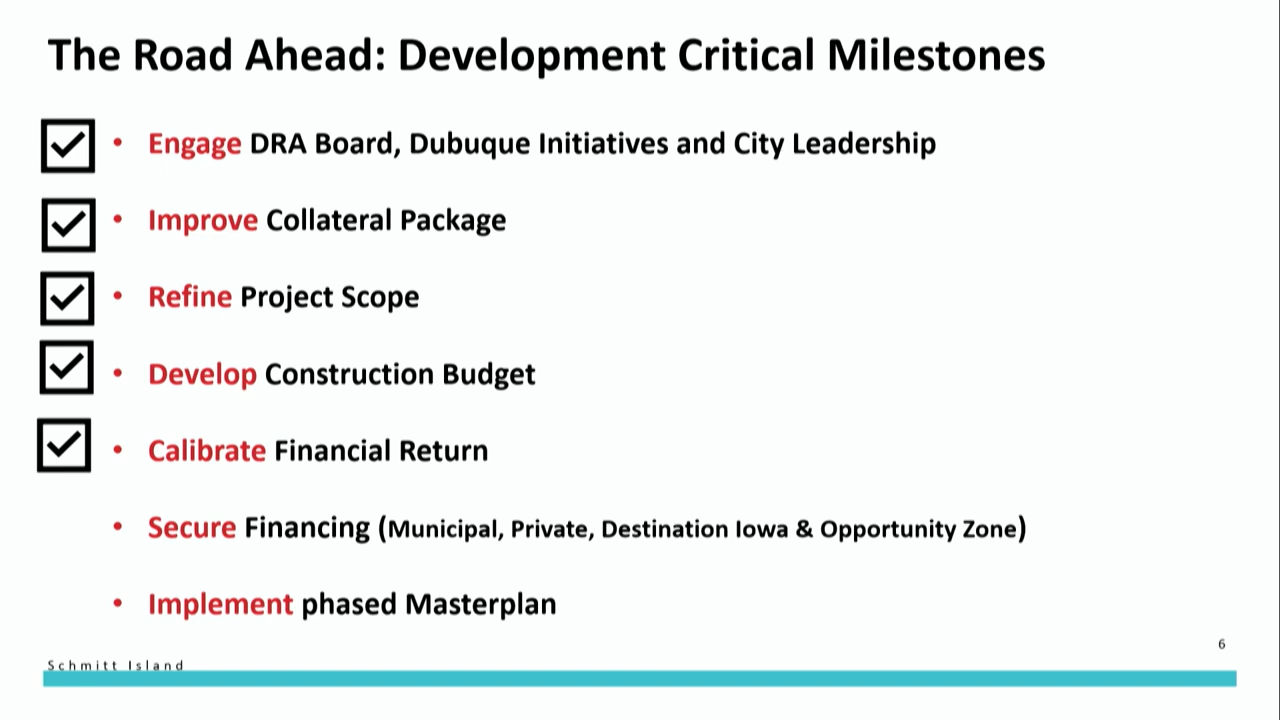 The Road Ahead: Development Critical Milestones
• Engage DRA Board, Dubuque Initiatives and City Leadership
• Improve Collateral Package
• Refine Project Scope
• Develop Construction Budget
• Calibrate Financial Return
• Secure Financing (Municipal, Private, Destination Iowa & Opportunity Zone)
• Implement phased Masterplan
6
Schmitt Island